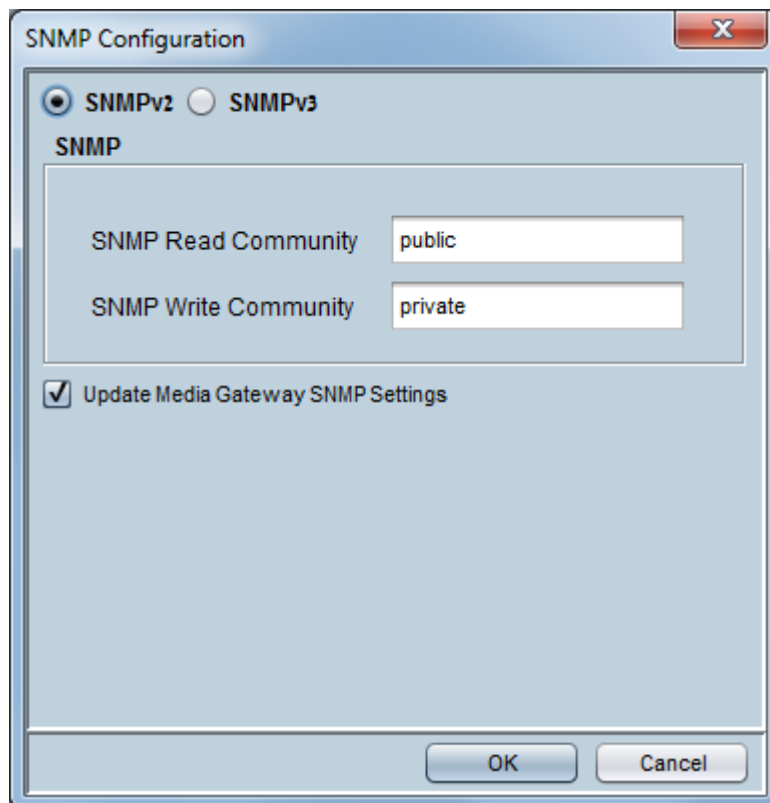 SNMP Configuration
SNMPv2 SNMPv3
SNMP
SNMP Read Community public
SNMP Write Community private
Update Media Gateway SNMP Settings
OK Cancel